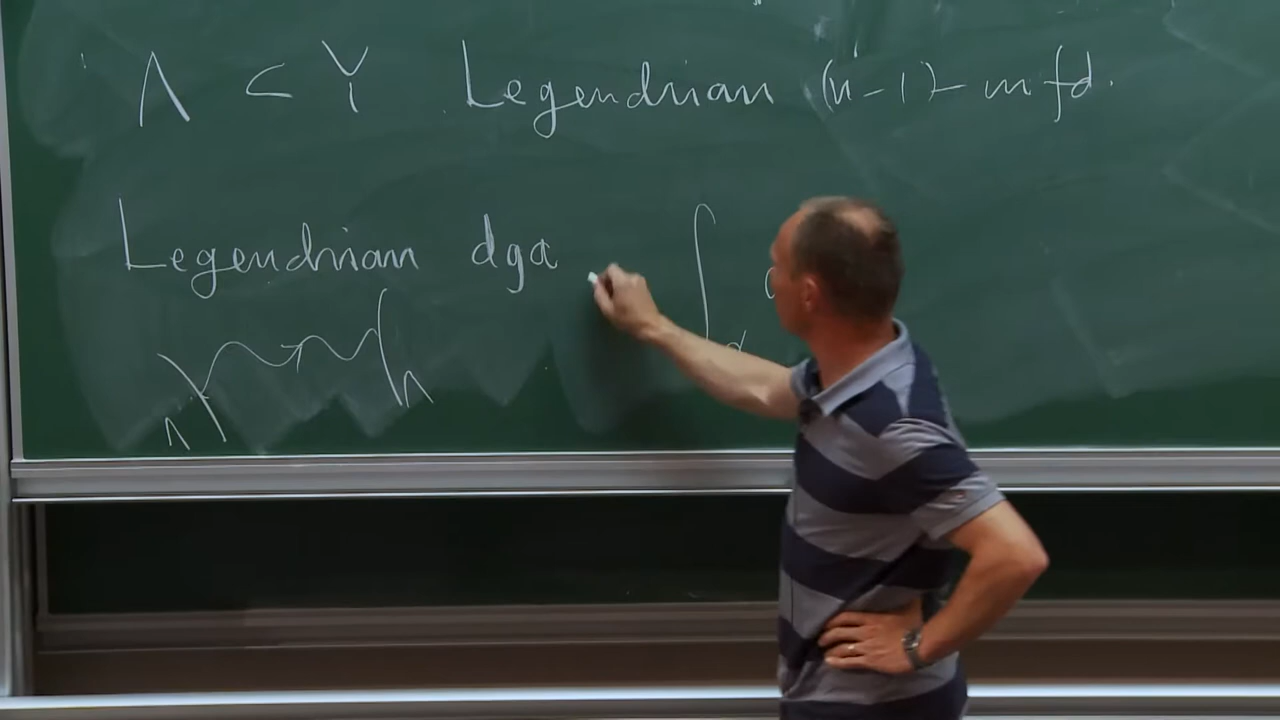 Λ ⊂ Y Legendrian (n-1)-mfd.
Legendrian dga ∫
Λ Λ